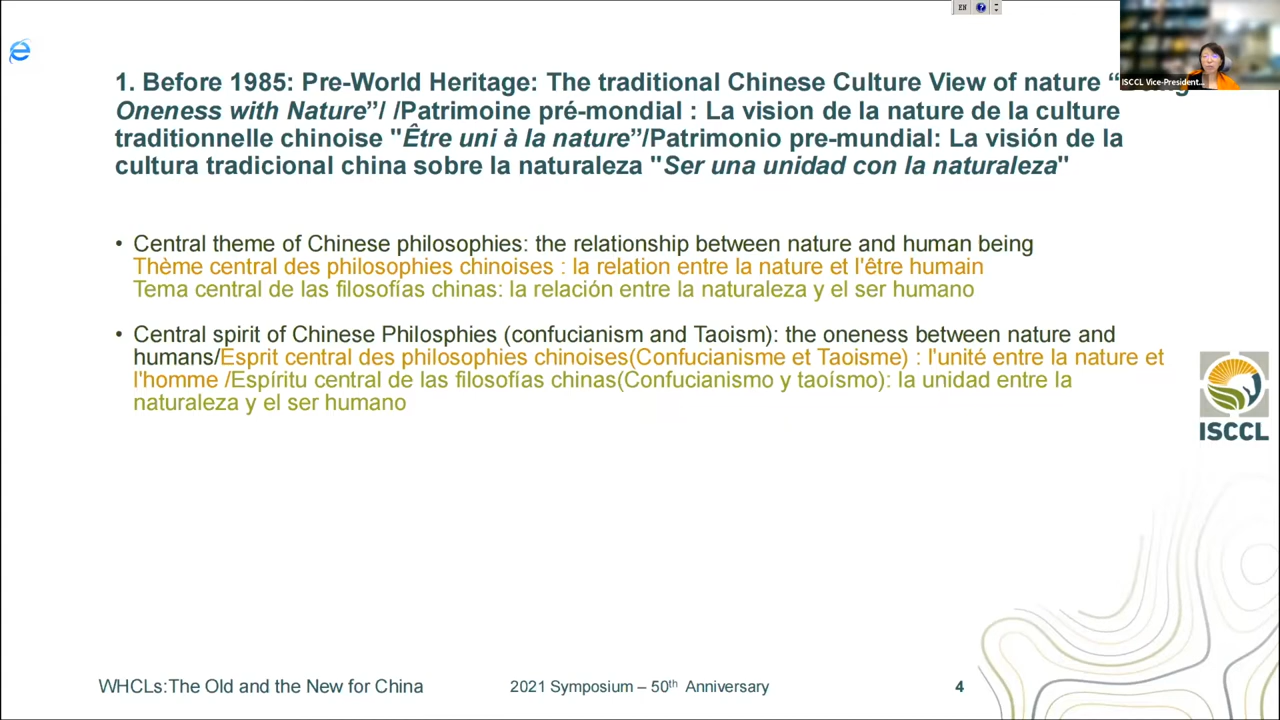 EN
ISCCL Vice-President...
1. Before 1985: Pre-World Heritage: The traditional Chinese Culture View of nature “
Oneness with Nature”/ /Patrimoine pré-mondial : La vision de la nature de la culture
traditionnelle chinoise "Être uni à la nature”/Patrimonio pre-mundial: La visión de la
cultura tradicional china sobre la naturaleza "Ser una unidad con la naturaleza"
• Central theme of Chinese philosophies: the relationship between nature and human being
Thème central des philosophies chinoises : la relation entre la nature et l'être humain
Tema central de las filosofías chinas: la relación entre la naturaleza y el ser humano
• Central spirit of Chinese Philosphies (confucianism and Taoism): the oneness between nature and
humans/Esprit central des philosophies chinoises(Confucianisme et Taoisme) : l'unité entre la nature et
l'homme /Espíritu central de las filosofías chinas(Confucianismo y taoísmo): la unidad entre la
naturaleza y el ser humano
ISCCL
WHCLs:The Old and the New for China
2021 Symposium – 50th Anniversary
4